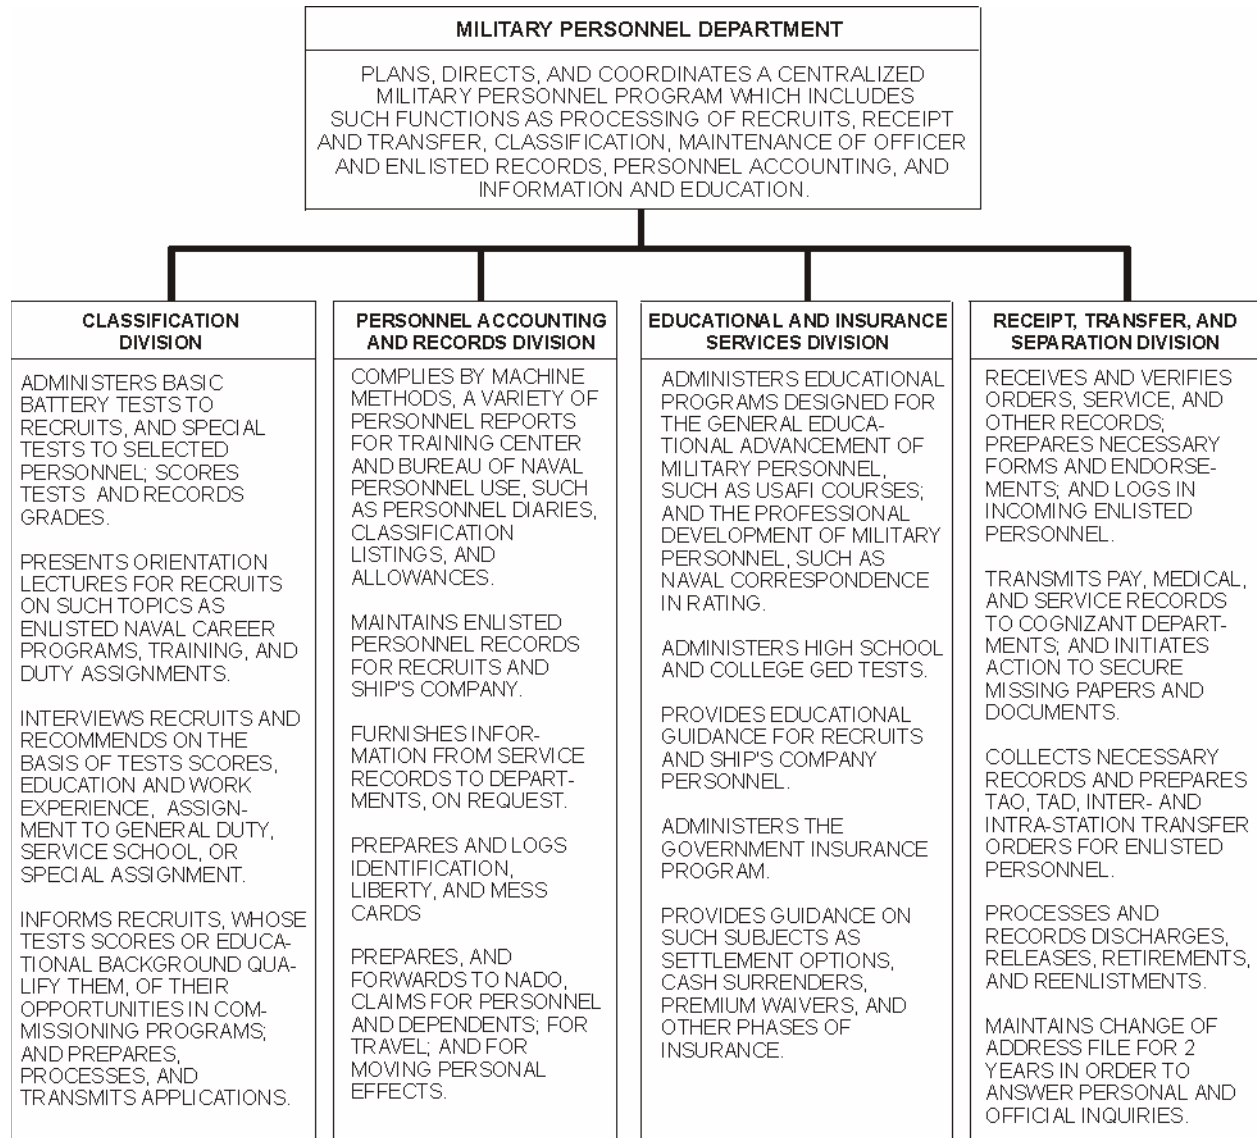 MILITARY PERSONNEL DEPARTMENT
PLANS, DIRECTS, AND COORDINATES A CENTRALIZED
MILITARY PERSONNEL PROGRAM WHICH INCLUDES
SUCH FUNCTIONS AS PROCESSING OF RECRUITS, RECEIPT
AND TRANSFER, CLASSIFICATION, MAINTENANCE OF OFFICER
AND ENLISTED RECORDS, PERSONNEL ACCOUNTING, AND
INFORMATION AND EDUCATION.
CLASSIFICATION
DIVISION
ADMINISTERS BASIC
BATTERY TESTS TO
RECRUITS, AND SPECIAL
TESTS TO SELECTED
PERSONNEL; SCORES
TESTS AND RECORDS
GRADES.
PRESENTS ORIENTATION
LECTURES FOR RECRUITS
ON SUCH TOPICS AS
ENLISTED NAVAL CAREER
PROGRAMS, TRAINING, AND
DUTY ASSIGNMENTS.
INTERVIEWS RECRUITS AND
RECOMMENDS ON THE
BASIS OF TESTS SCORES,
EDUCATION AND WORK
EXPERIENCE, ASSIGN-
MENT TO GENERAL DUTY,
SERVICE SCHOOL, OR
SPECIAL ASSIGNMENT.
INFORMS RECRUITS, WHOSE
TESTS SCORES OR EDUCA-
TIONAL BACKGROUND QUA-
LIFY THEM, OF THEIR
OPPORTUNITIES IN COM-
MISSIONING PROGRAMS;
AND PREPARES,
PROCESSES, AND
TRANSMITS APPLICATIONS.
PERSONNEL ACCOUNTING
AND RECORDS DIVISION
COMPLIES BY MACHINE
METHODS, A VARIETY OF
PERSONNEL REPORTS
FOR TRAINING CENTER
AND BUREAU OF NAVAL
PERSONNEL USE, SUCH
AS PERSONNEL DIARIES,
CLASSIFICATION
LISTINGS, AND
ALLOWANCES.
MAINTAINS ENLISTED
PERSONNEL RECORDS
FOR RECRUITS AND
SHIP'S COMPANY.
FURNISHES INFOR-
MATION FROM SERVICE
RECORDS TO DEPART-
MENTS, ON REQUEST.
PREPARES AND LOGS
IDENTIFICATION,
LIBERTY, AND MESS
CARDS
PREPARES, AND
FORWARDS TO NADO,
CLAIMS FOR PERSONNEL
AND DEPENDENTS; FOR
TRAVEL; AND FOR
MOVING PERSONAL
EFFECTS.
EDUCATIONAL AND INSURANCE
SERVICES DIVISION
ADMINISTERS EDUCATIONAL
PROGRAMS DESIGNED FOR
THE GENERAL EDUCA-
TIONAL ADVANCEMENT OF
MILITARY PERSONNEL,
SUCH AS USAFI COURSES;
AND THE PROFESSIONAL
DEVELOPMENT OF MILITARY
PERSONNEL, SUCH AS
NAVAL CORRESPONDENCE
IN RATING.
ADMINISTERS HIGH SCHOOL
AND COLLEGE GED TESTS.
PROVIDES EDUCATIONAL
GUIDANCE FOR RECRUITS
AND SHIP'S COMPANY
PERSONNEL.
ADMINISTERS THE
GOVERNMENT INSURANCE
PROGRAM.
PROVIDES GUIDANCE ON
SUCH SUBJECTS AS
SETTLEMENT OPTIONS,
CASH SURRENDERS,
PREMIUM WAIVERS, AND
OTHER PHASES OF
INSURANCE.
RECEIPT, TRANSFER, AND
SEPARATION DIVISION
RECEIVES AND VERIFIES
ORDERS, SERVICE, AND
OTHER RECORDS;
PREPARES NECESSARY
FORMS AND ENDORSE-
MENTS; AND LOGS IN
INCOMING ENLISTED
PERSONNEL.
TRANSMITS PAY, MEDICAL,
AND SERVICE RECORDS
TO COGNIZANT DEPART-
MENTS; AND INITIATES
ACTION TO SECURE
MISSING PAPERS AND
DOCUMENTS.
COLLECTS NECESSARY
RECORDS AND PREPARES
TAO, TAD, INTER- AND
INTRA-STATION TRANSFER
ORDERS FOR ENLISTED
PERSONNEL.
PROCESSES AND
RECORDS DISCHARGES,
RELEASES, RETIREMENTS,
AND REENLISTMENTS.
MAINTAINS CHANGE OF
ADDRESS FILE FOR 2
YEARS IN ORDER TO
ANSWER PERSONAL AND
OFFICIAL INQUIRIES.